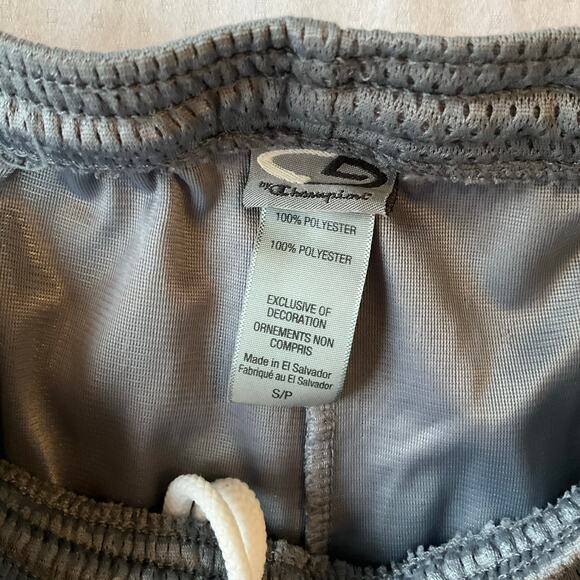 C9
by Champion
100% POLYESTER
100% POLYESTER
EXCLUSIVE OF
DECORATION
ORNEMENTS NON
COMPRIS
Made in El Salvador
Fabriqué au El Salvador
S/P